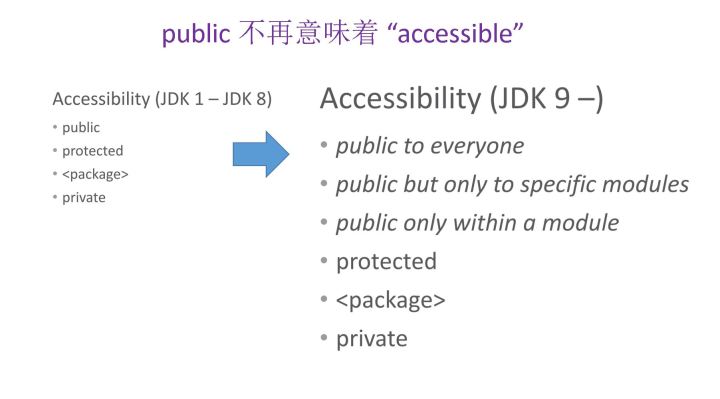 public 不再意味着 “accessible”
Accessibility (JDK 1 – JDK 8)
• public
• protected
• <package>
• private
Accessibility (JDK 9 –)
• public to everyone
• public but only to specific modules
• public only within a module
• protected
• <package>
• private